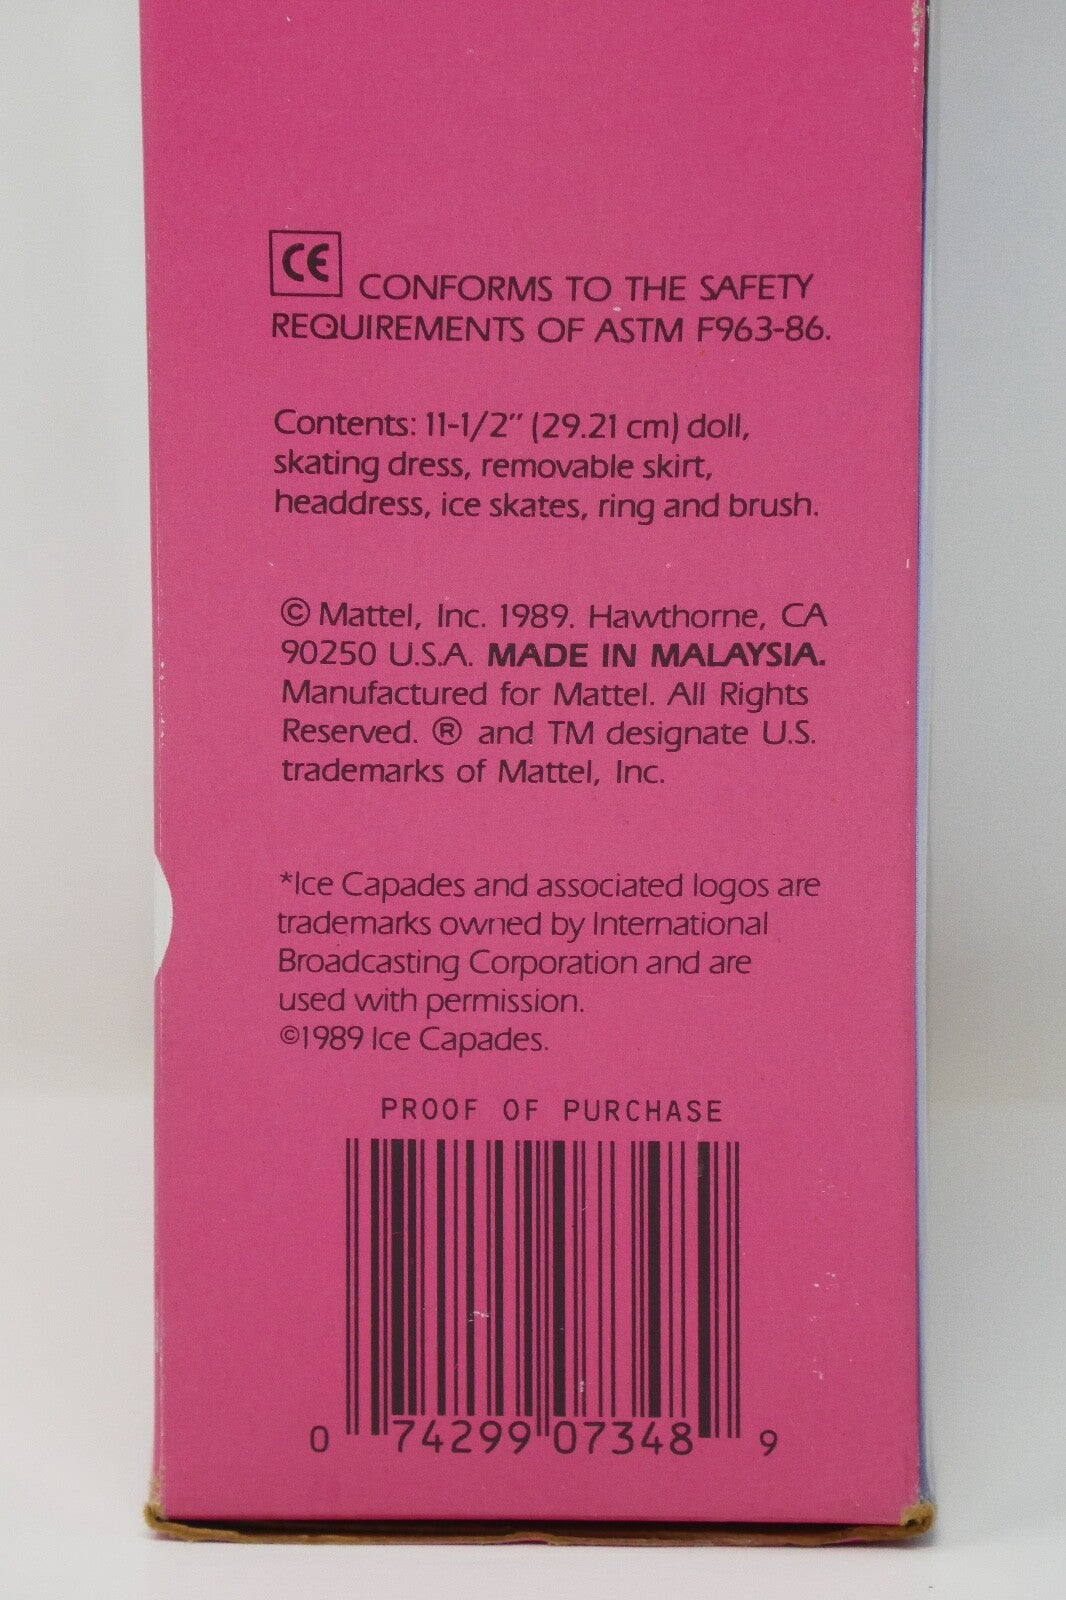 CE CONFORMS TO THE SAFETY
REQUIREMENTS OF ASTM F963-86.
Contents: 11-1/2" (29.21 cm) doll,
skating dress, removable skirt,
headdress, ice skates, ring and brush.
© Mattel, Inc. 1989. Hawthorne, CA
90250 U.S.A. MADE IN MALAYSIA.
Manufactured for Mattel. All Rights
Reserved. ® and TM designate U.S.
trademarks of Mattel, Inc.
*Ice Capades and associated logos are
trademarks owned by International
Broadcasting Corporation and are
used with permission.
©1989 Ice Capades.
PROOF OF PURCHASE
0 74299 07348 9